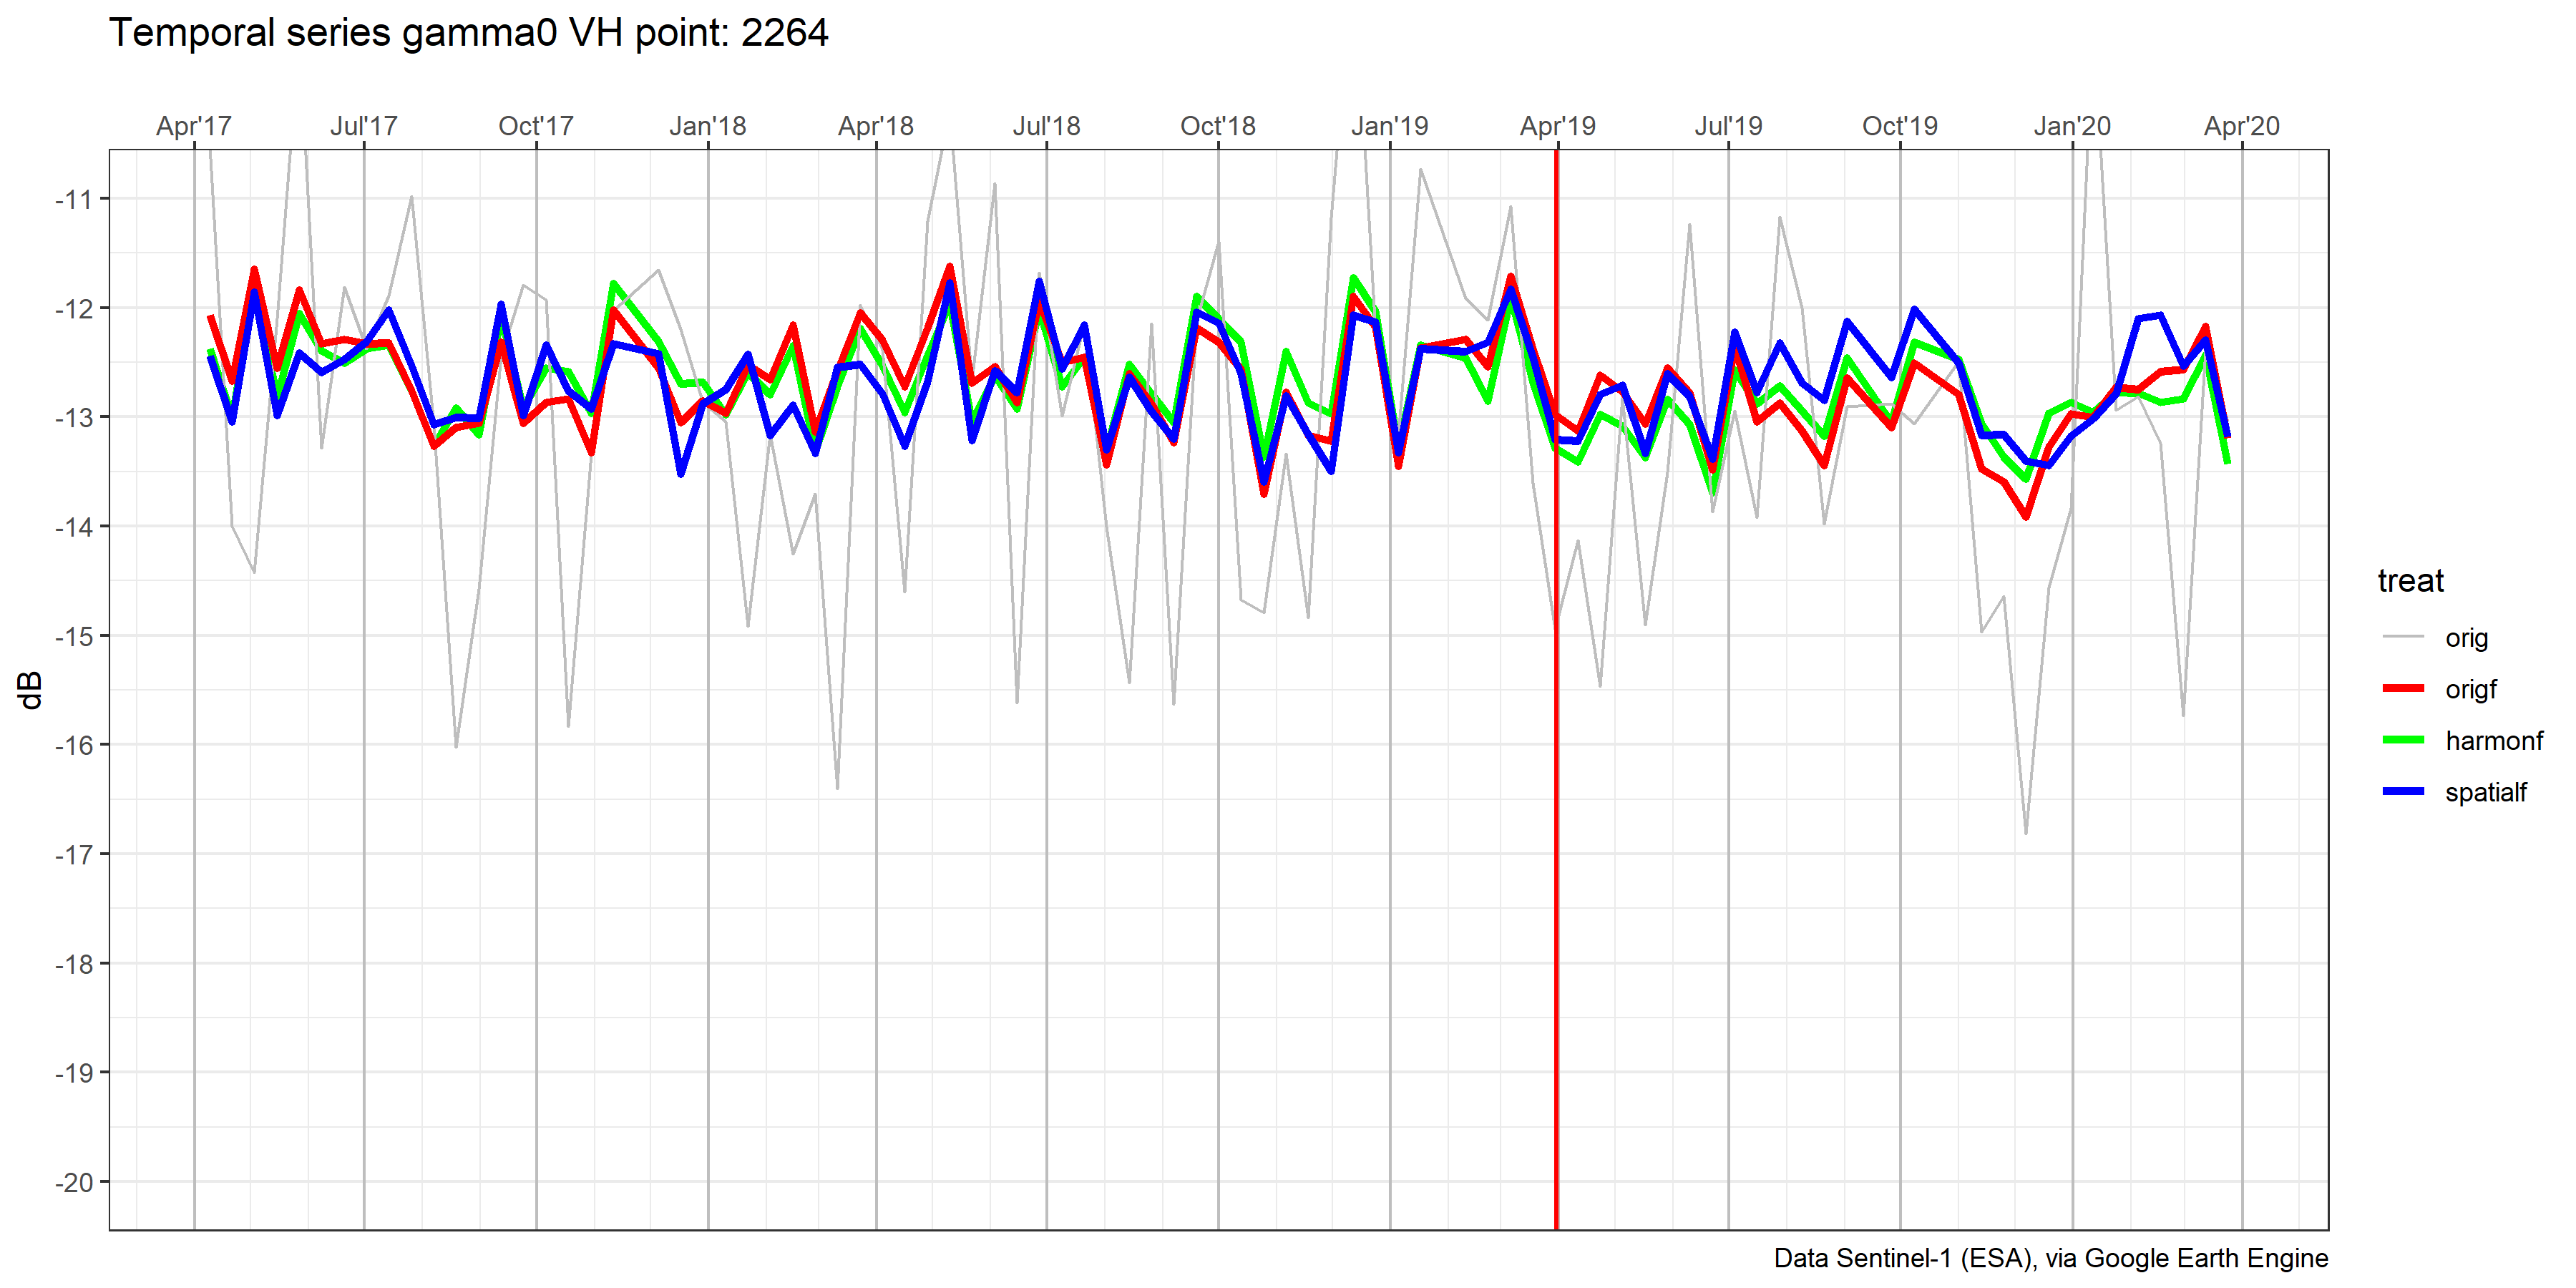 Temporal series gamma0 VH point: 2264
Apr'17 Jul'17 Oct'17 Jan'18 Apr'18 Jul'18 Oct'18 Jan'19 Apr'19 Jul'19 Oct'19 Jan'20 Apr'20
-11
-12
-13
-14
-15
-16
-17
-18
-19
-20
dB
treat
orig
origf
harmonf
spatialf
Data Sentinel-1 (ESA), via Google Earth Engine